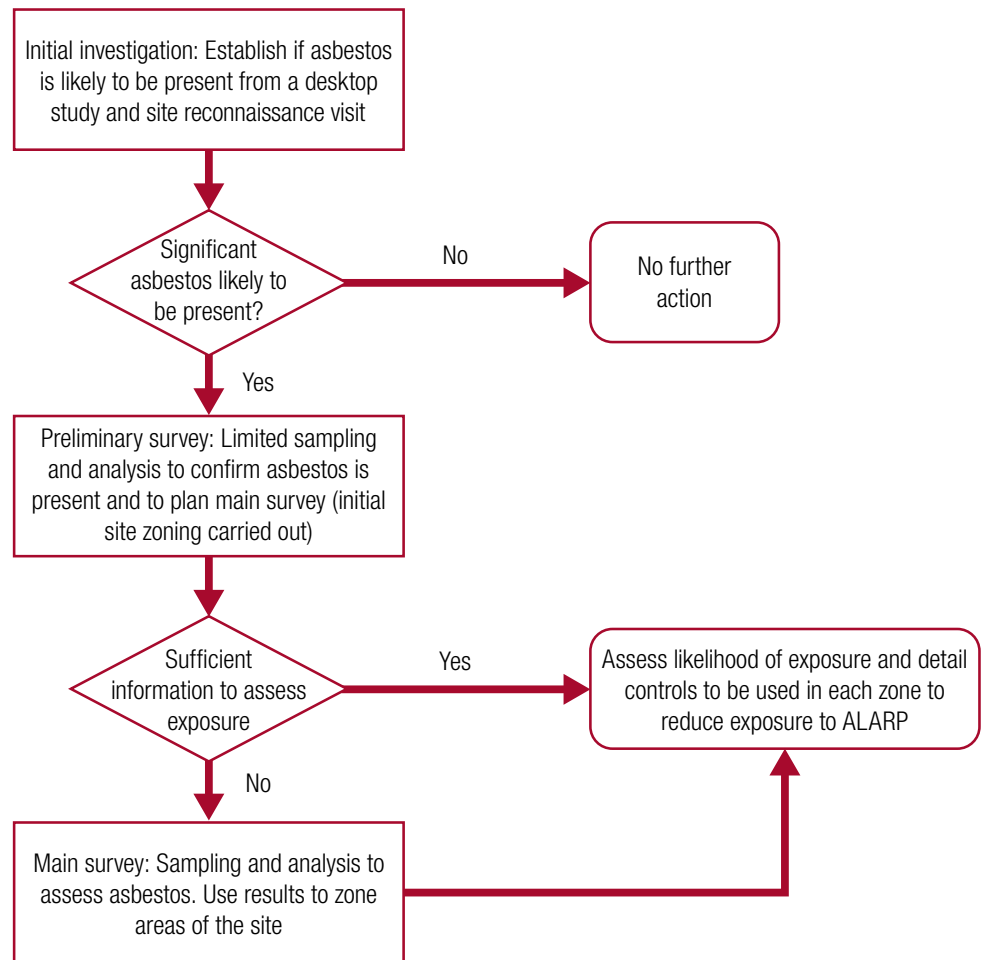 Initial investigation: Establish if asbestos
is likely to be present from a desktop
study and site reconnaissance visit
Significant
asbestos likely to
be present?
No
No further
action
Yes
Preliminary survey: Limited sampling
and analysis to confirm asbestos is
present and to plan main survey (initial
site zoning carried out)
Sufficient
information to assess
exposure
Yes
Assess likelihood of exposure and detail
controls to be used in each zone to
reduce exposure to ALARP
No
Main survey: Sampling and analysis to
assess asbestos. Use results to zone
areas of the site